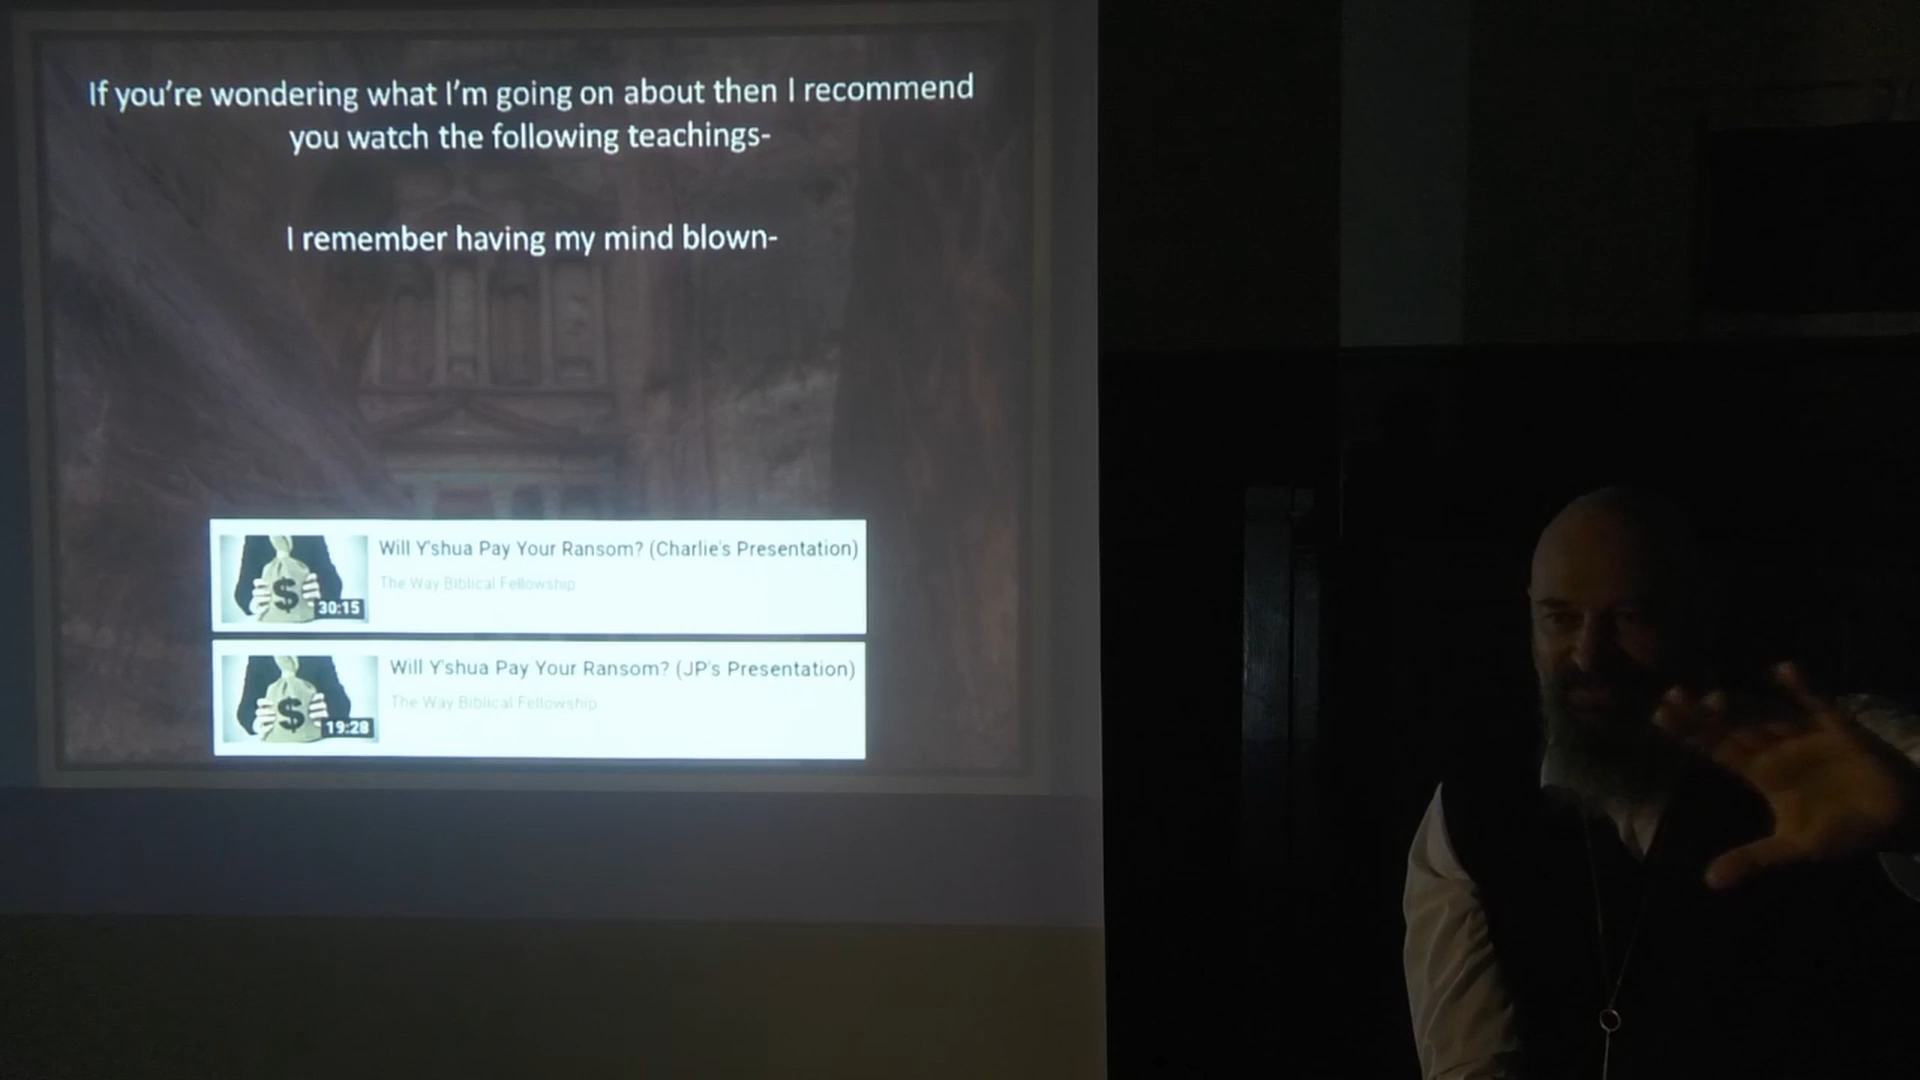 If you're wondering what I'm going on about then I recommend
you watch the following teachings-
I remember having my mind blown-
Will Y'shua Pay Your Ransom? (Charlie's Presentation)
The Way Biblical Fellowship
$
30:15
Will Y'shua Pay Your Ransom? (JP's Presentation)
The Way Biblical Fellowship
$
19:28